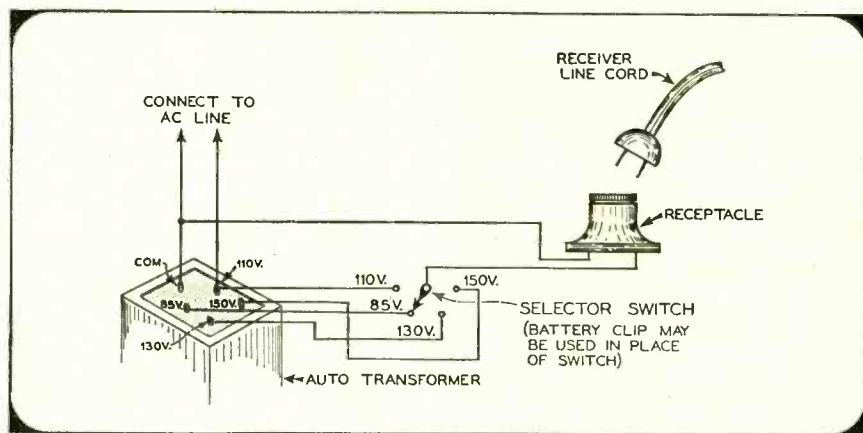 CONNECT TO
AC LINE
RECEIVER
LINE CORD
RECEPTACLE
COM.
110V.
85V.
150V.
130V.
110V.
85V.
130V.
150V.
SELECTOR SWITCH
(BATTERY CLIP MAY
BE USED IN PLACE
OF SWITCH)
AUTO TRANSFORMER